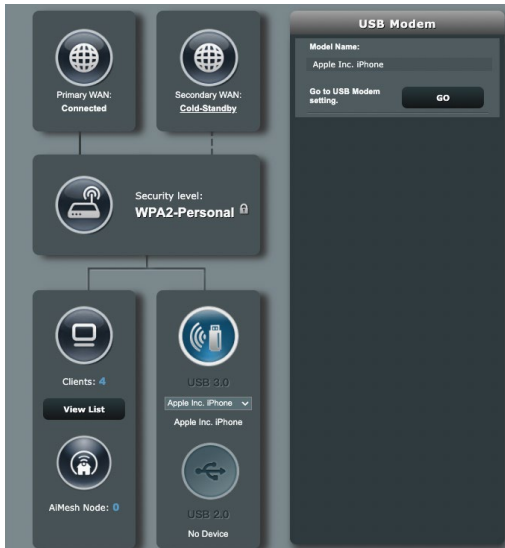 Primary WAN:
Connected
Secondary WAN:
Cold-Standby
Security level:
WPA2-Personal
Clients: 4
View List
AiMesh Node: 0
USB 3.0
Apple Inc. iPhone
Apple Inc. iPhone
USB 2.0
No Device
USB Modem
Model Name:
Apple Inc. iPhone
Go to USB Modem
setting.
GO